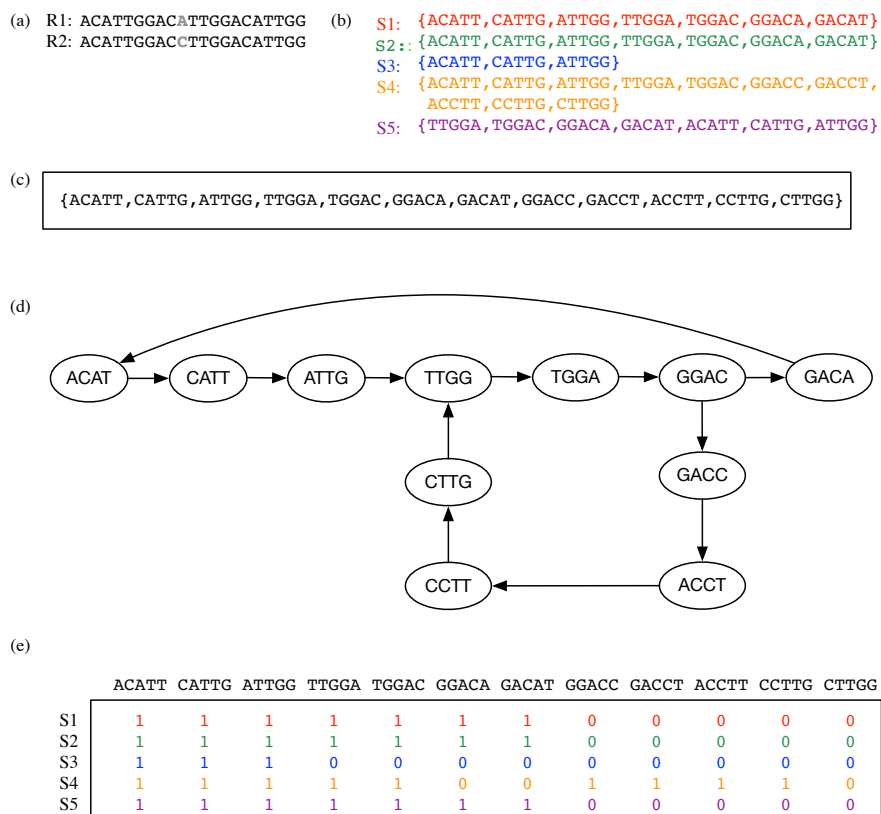 (a) R1: ACATTGGACATTGGACATTGG
R2: ACATTGGACCTTGGACATTGG
(b) S1: {ACATT,CATTG,ATTGG,TTGGA,TGGAC,GGACA,GACAT}
S2:: {ACATT,CATTG,ATTGG,TTGGA,TGGAC,GGACA,GACAT}
S3: {ACATT,CATTG,ATTGG}
S4: {ACATT,CATTG,ATTGG,TTGGA,TGGAC,GGACC,GACCT,
ACCTT,CCTTG,CTTGG}
S5: {TTGGA,TGGAC,GGACA,GACAT,ACATT,CATTG,ATTGG}
(c)
{ACATT,CATTG,ATTGG,TTGGA,TGGAC,GGACA,GACAT,GGACC,GACCT,ACCTT,CCTTG,CTTGG}
(d)
ACAT CATT ATTG TTGG TGGA GGAC GACA
CTTG GACC
CCTT ACCT
(e)
ACATT CATTG ATTGG TTGGA TGGAC GGACA GACAT GGACC GACCT ACCTT CCTTG CTTGG
S1 1 1 1 1 1 1 1 0 0 0 0 0
S2 1 1 1 1 1 1 1 0 0 0 0 0
S3 1 1 1 0 0 0 0 0 0 0 0 0
S4 1 1 1 1 1 0 0 1 1 1 1 0
S5 1 1 1 1 1 1 1 0 0 0 0 0